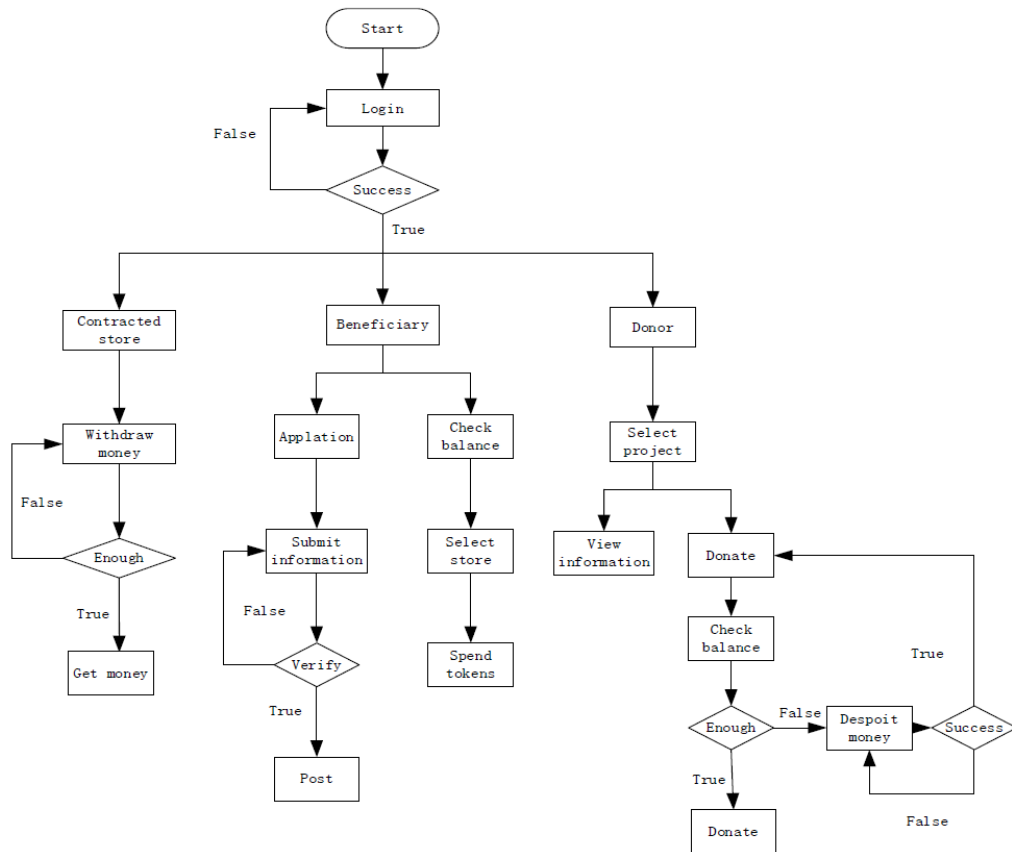 Start
Login
False
Success
True
Contracted
store
Beneficiary
Donor
Withdraw
money
Applation
Check
balance
Select
project
False
Enough
Submit
information
Select
store
View
information
Donate
False
True
Check
balance
True
Get money
Verify
Spend
tokens
True
Enough
False
Despoit
money
Success
Post
True
False
Donate